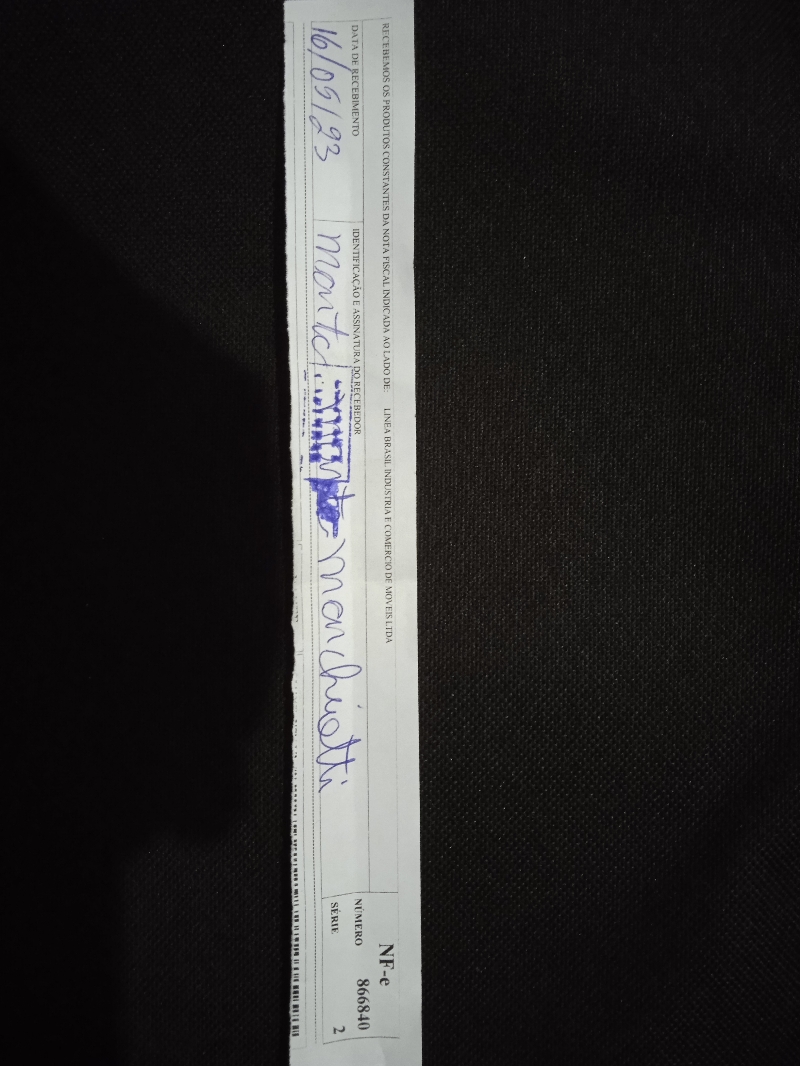 RECEBEMOS OS PRODUTOS CONSTANTES DA NOTA FISCAL INDICADA AO LADO DE: LINEA BRASIL INDUSTRIA E COMERCIO DE MOVEIS LTDA
DATA DE RECEBIMENTO
16/05/23
IDENTIFICAÇÃO E ASSINATURA DO RECEBEDOR
NF-e
NÚMERO 866840
SÉRIE 2